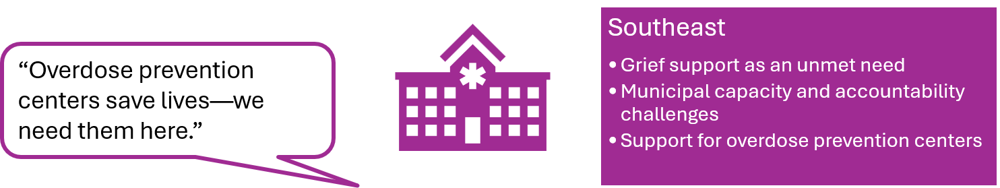 “Overdose prevention
centers save lives—we
need them here.”
Southeast
• Grief support as an unmet need
• Municipal capacity and accountability
challenges
• Support for overdose prevention centers